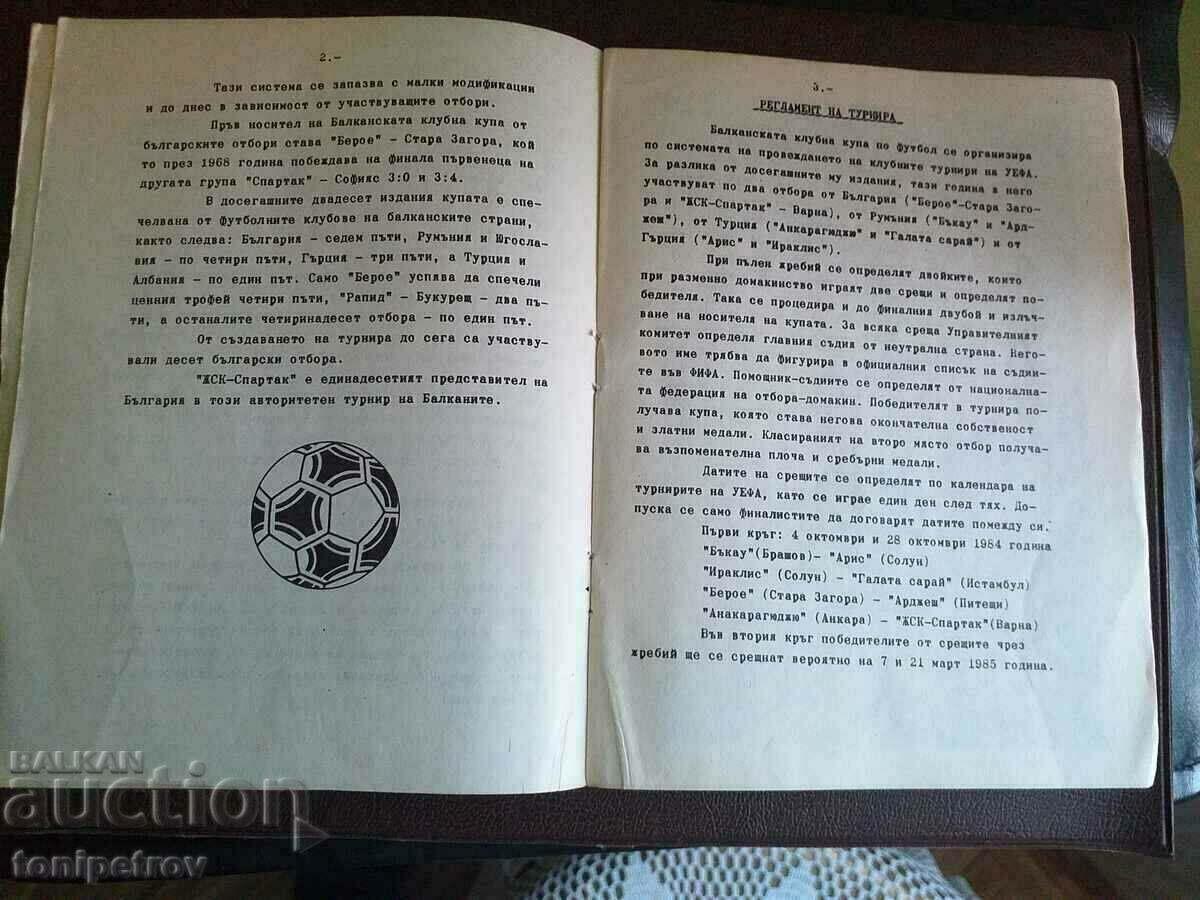 2.-
Тази система се запазва с малки модификации
и до днес в зависимост от участвуващите отбори.
Пръв носител на Балканската клубна купа от
българските отбори става "Берое" - Стара Загора, кой
то през 1968 година побеждава на финала първенеца на
другата група "Спартак" - Софияс 3:0 и 3:4.
В досегашните двадесет издания купата е спе-
челвана от футболните клубове на балканските страни,
както следва: България - седем пъти, Румъния и Югосла-
вия - по четири пъти, Гърция - три пъти, а Турция и
Албания - по един път. Само "Берое" успява да спечели
ценния трофей четири пъти, "Рапид" - Букурещ - два пъ-
ти, а останалите четиринадесет отбора - по един път.
От създаването на турнира до сега са участву-
вали десет български отбора.
"ЖСК-Спартак" е единадесетият представител на
България в този авторитетен турнир на Балканите.
3.-
РЕГЛАМЕНТ НА ТУРНИРА
Балканската клубна купа по футбол се организира
по системата на провеждането на клубните турнири на УЕФА.
За разлика от досегашните му издания, тази година в него
участвуват по два отбора от България ("Берое"-Стара Заго-
ра и "ЖСК-Спартак" - Варна), от Румъния ("Бъкау" и "Ард-
жеш"), от Турция ("Анкарагюджю" и "Галата сарай") и от
Гърция ("Арис" и "Ираклис").
При пълен жребий се определят двойките, които
при разменно домакинство играят две срещи и определят по-
бедителя. Така се процедира и до финалния двубой и излъч-
ване на носителя на купата. За всяка среща Управителният
комитет определя главния съдия от неутрална страна. Него-
вото име трябва да фигурира в официалния списък на съдии-
те във ФИФА. Помощник-съдиите се определят от национална-
та федерация на отбора-домакин. Победителят в турнира по-
лучава купа, която става негова окончателна собственост
и златни медали. Класираният на второ място отбор получа-
ва възпоменателна плоча и сребърни медали.
Датите на срещите се определят по календара на
турнирите на УЕФА, като се играе един ден след тях. До-
пуска се само финалистите да договарят датите помежду си.
Първи кръг: 4 октомври и 28 октомври 1984 година
"Бъкау"(Брашов)- "Арис" (Солун)
"Ираклис" (Солун) - "Галата сарай" (Истамбул)
"Берое" (Стара Загора) - "Арджеш" (Питещи)
"Анакарагюджю" (Анкара) - "ЖСК-Спартак"(Варна)
Във втория кръг победителите от срещите чрез
жребий ще се срещнат вероятно на 7 и 21 март 1985 година.
BALKAN
auction
tonipetrov